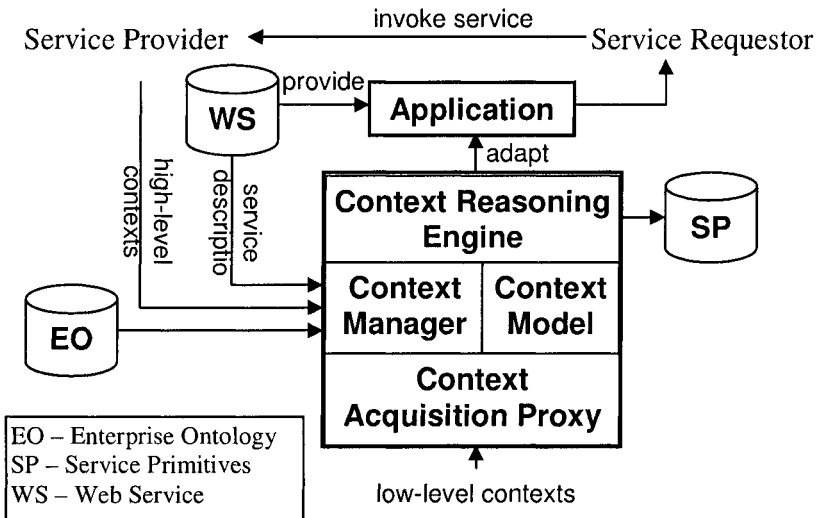 invoke service
Service Provider
Service Requestor
provide
WS
Application
adapt
high-level
contexts
service
descriptio
Context Reasoning
Engine
SP
Context
Manager
Context
Model
EO
Context
Acquisition Proxy
EO – Enterprise Ontology
SP – Service Primitives
WS – Web Service
low-level contexts